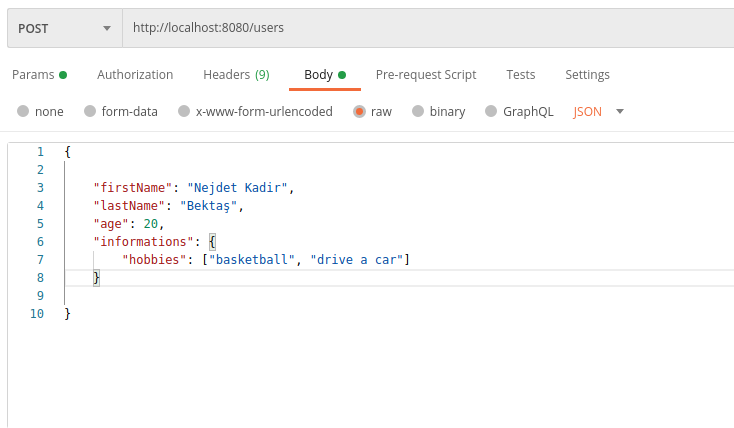 POST http://localhost:8080/users
Params Authorization Headers (9) Body Pre-request Script Tests Settings
none form-data x-www-form-urlencoded raw binary GraphQL JSON
1 {
2
3 "firstName": "Nejdet Kadir",
4 "lastName": "Bektaş",
5 "age": 20,
6 "informations": {
7 "hobbies": ["basketball", "drive a car"]
8 }
9
10 }